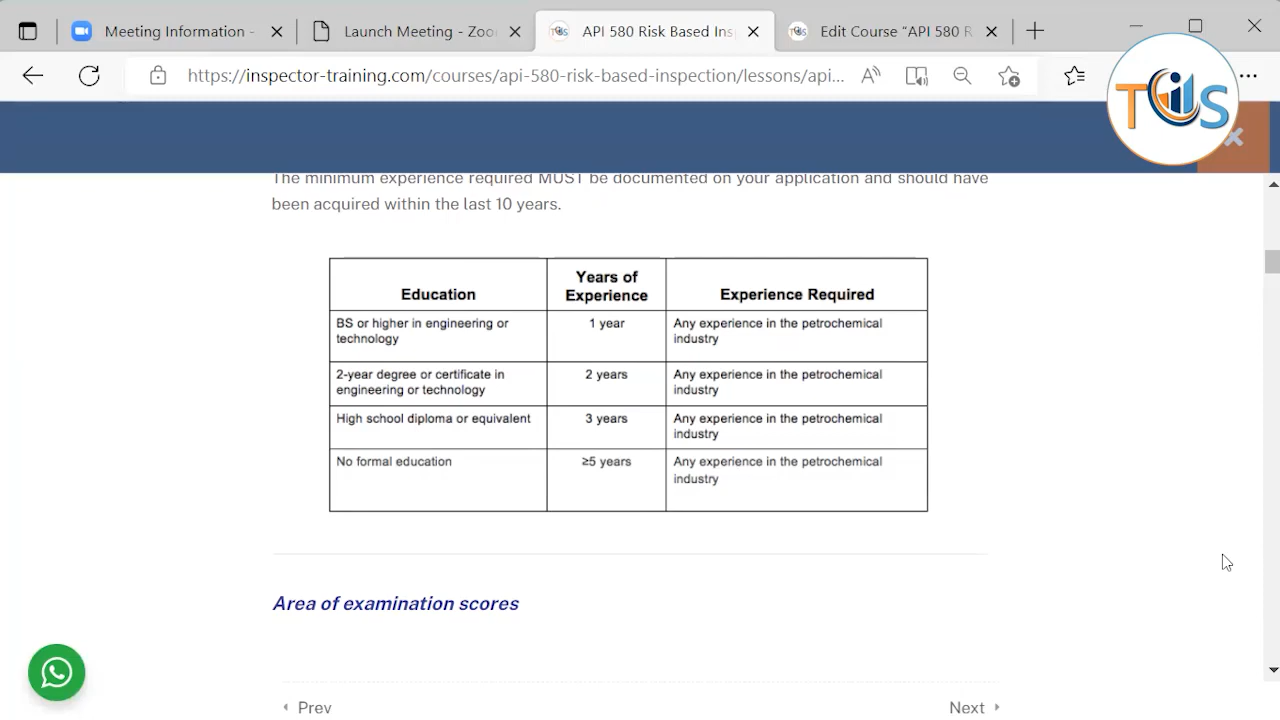 Meeting Information -
Launch Meeting - Zoo
API 580 Risk Based Ins
Edit Course "API 580 R
https://inspector-training.com/courses/api-580-risk-based-inspection/lessons/api...
TIS
The minimum experience required MUST be documented on your application and should have
been acquired within the last 10 years.
Education
Years of
Experience
Experience Required
BS or higher in engineering or
technology
1 year
Any experience in the petrochemical
industry
2-year degree or certificate in
engineering or technology
2 years
Any experience in the petrochemical
industry
High school diploma or equivalent
3 years
Any experience in the petrochemical
industry
No formal education
≥5 years
Any experience in the petrochemical
industry
Area of examination scores
Prev
Next